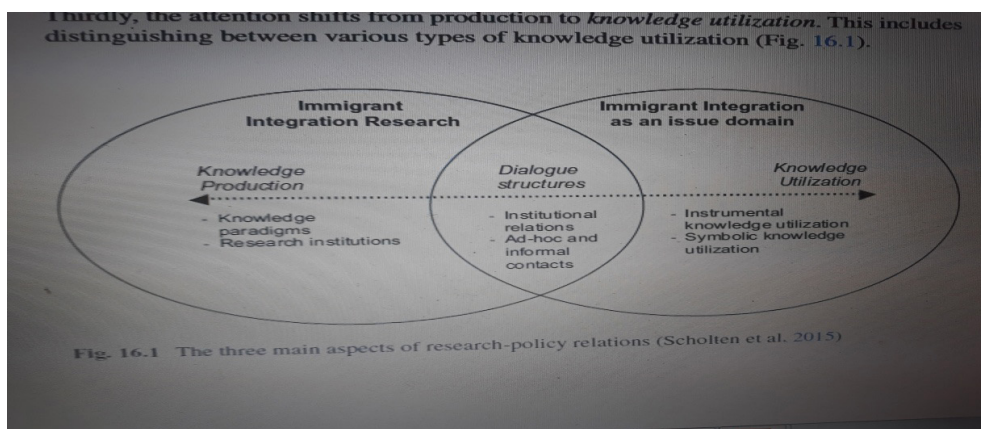 Thirdly, the attention shifts from production to knowledge utilization. This includes
distinguishing between various types of knowledge utilization (Fig. 16.1).
Immigrant
Integration Research
Immigrant Integration
as an issue domain
Knowledge
Production
- Knowledge
paradigms
- Research institutions
Dialogue
structures
- Institutional
relations
- Ad-hoc and
informal
contacts
Knowledge
Utilization
- Instrumental
knowledge utilization
- Symbolic knowledge
utilization
Fig. 16.1 The three main aspects of research-policy relations (Scholten et al. 2015)